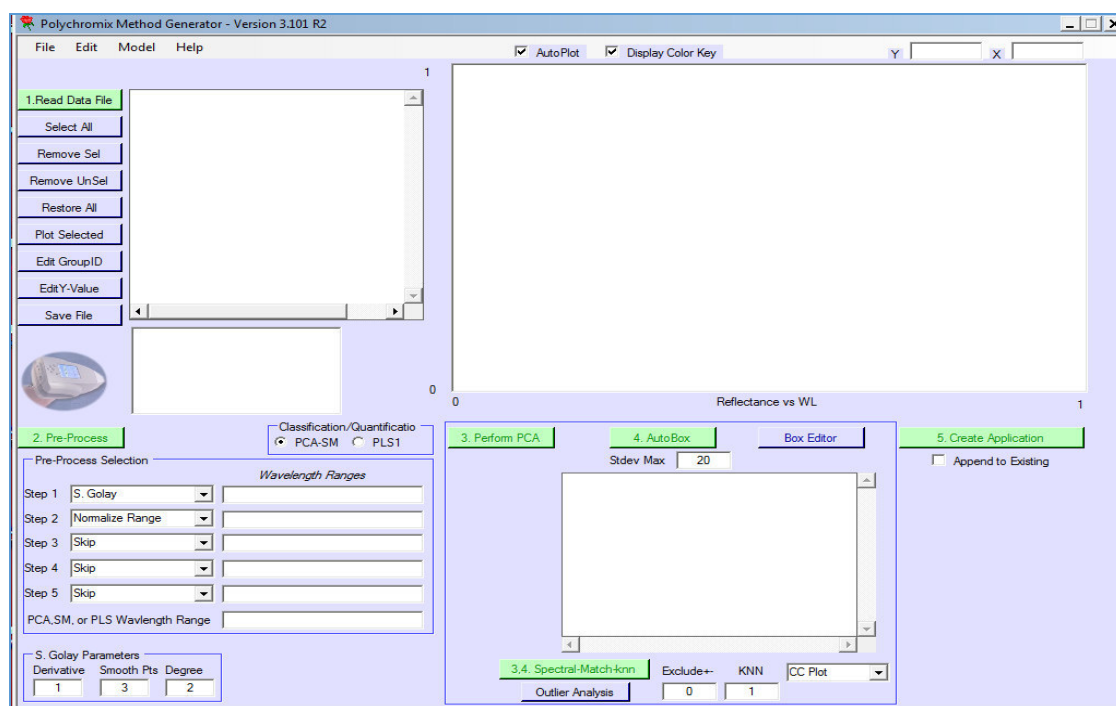 Polychromix Method Generator - Version 3.101 R2
File Edit Model Help
AutoPlot Display Color Key Y X
1
1.Read Data File
Select All
Remove Sel
Remove UnSel
Restore All
Plot Selected
Edit GroupID
EditY-Value
Save File
0
0 Reflectance vs WL 1
2. Pre-Process
Classification/Quantificatio
PCA-SM PLS1
3. Perform PCA 4. AutoBox Box Editor 5. Create Application
Stdev Max 20 Append to Existing
Pre-Process Selection
Wavelength Ranges
Step 1 S. Golay
Step 2 Normalize Range
Step 3 Skip
Step 4 Skip
Step 5 Skip
PCA,SM, or PLS Wavlength Range
S. Golay Parameters
Derivative Smooth Pts Degree
1 3 2
3,4. Spectral-Match-knn Exclude+- KNN CC Plot
Outlier Analysis 0 1